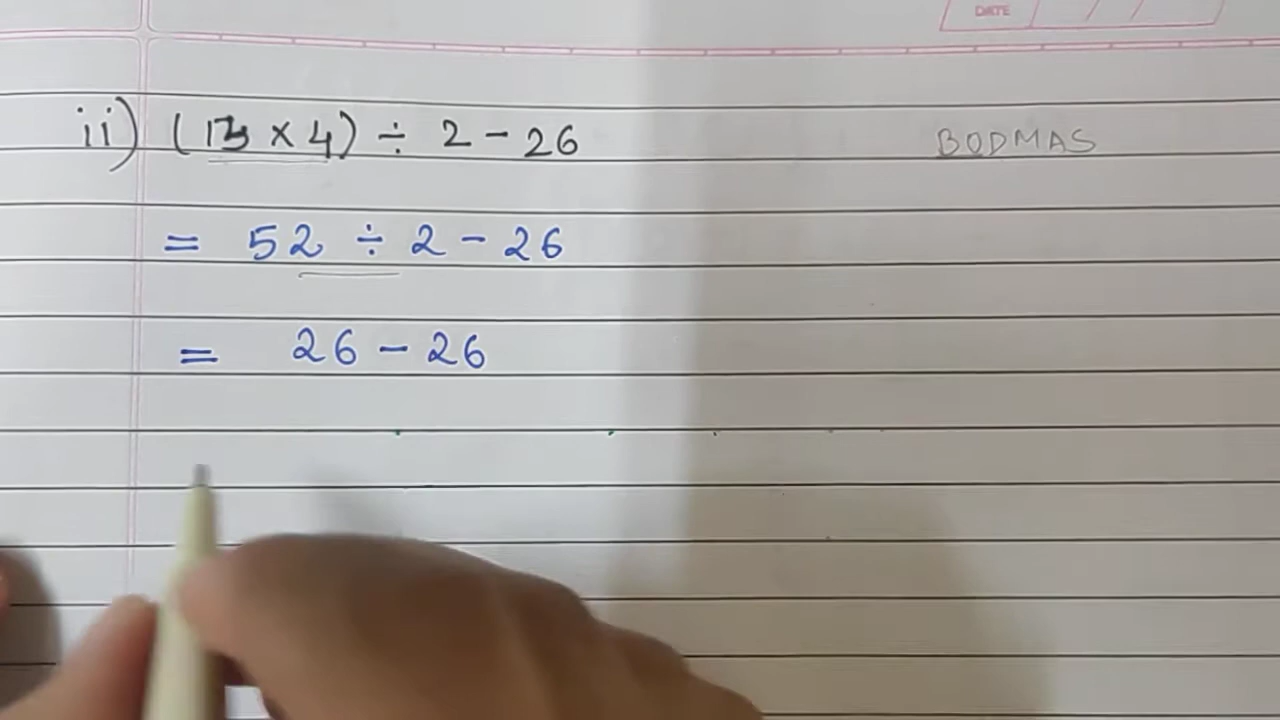 DATE / /
ii) (13 × 4) ÷ 2 - 26
BODMAS
= 52 ÷ 2 - 26
= 26 - 26